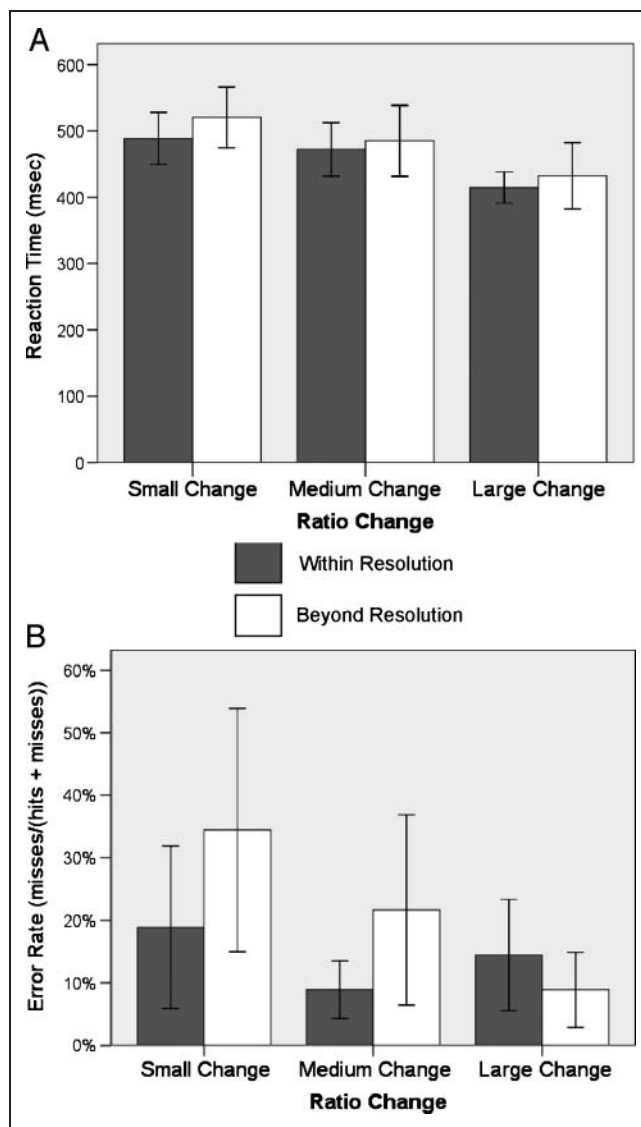 A
600
500
400
300
200
100
0
Reaction Time (msec)
Small Change Medium Change Large Change
Ratio Change
Within Resolution
Beyond Resolution
B
60%
50%
40%
30%
20%
10%
0%
Error Rate (misses/(hits + misses))
Small Change Medium Change Large Change
Ratio Change